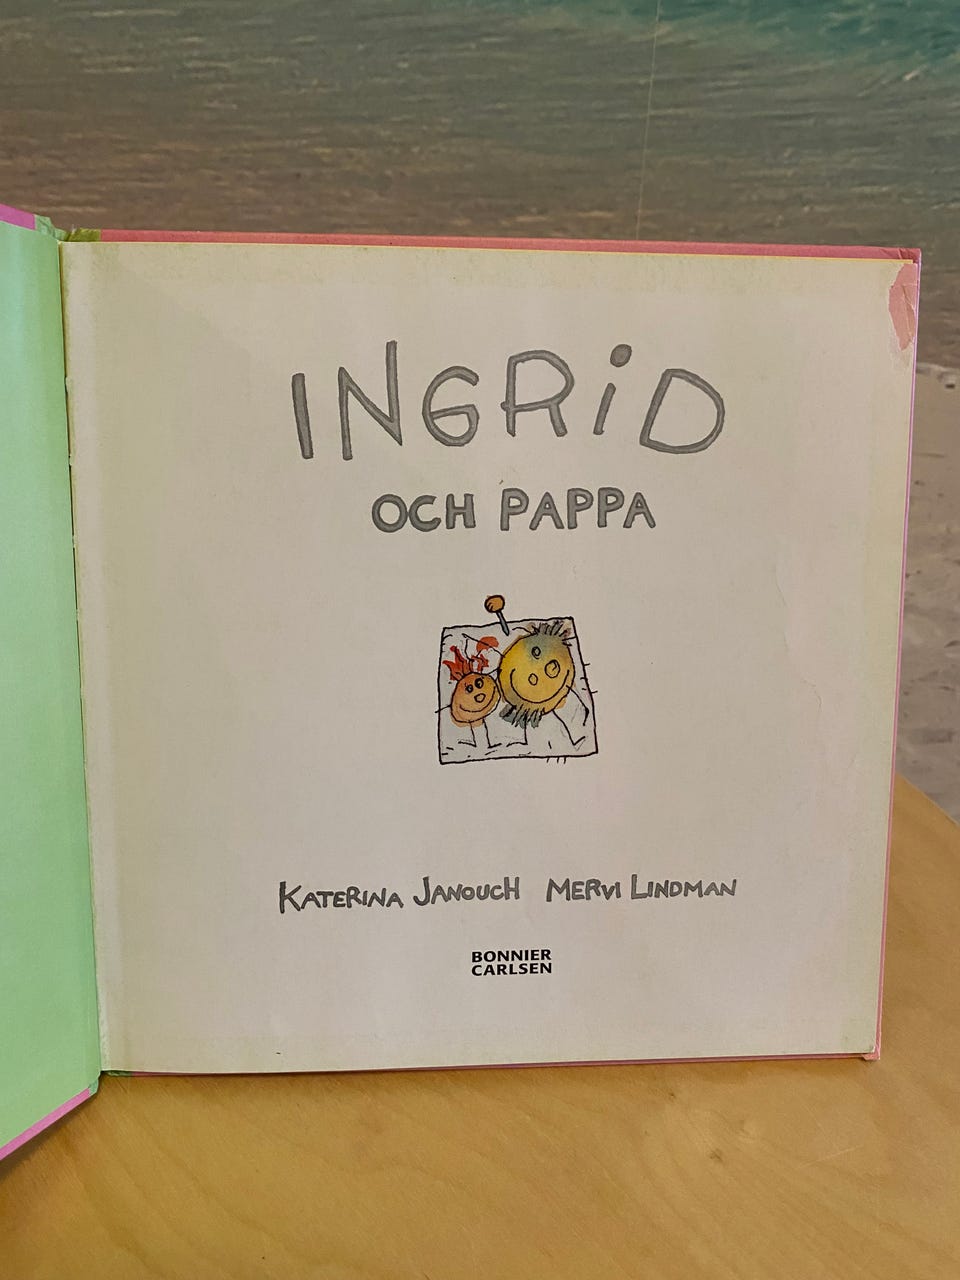 INGRiD
OCH PAPPA
KATERINA JANOUCH MERVI LINDMAN
BONNIER
CARLSEN